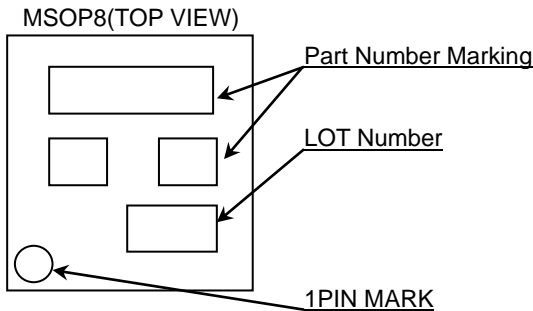 MSOP8(TOP VIEW)
Part Number Marking
LOT Number
1PIN MARK